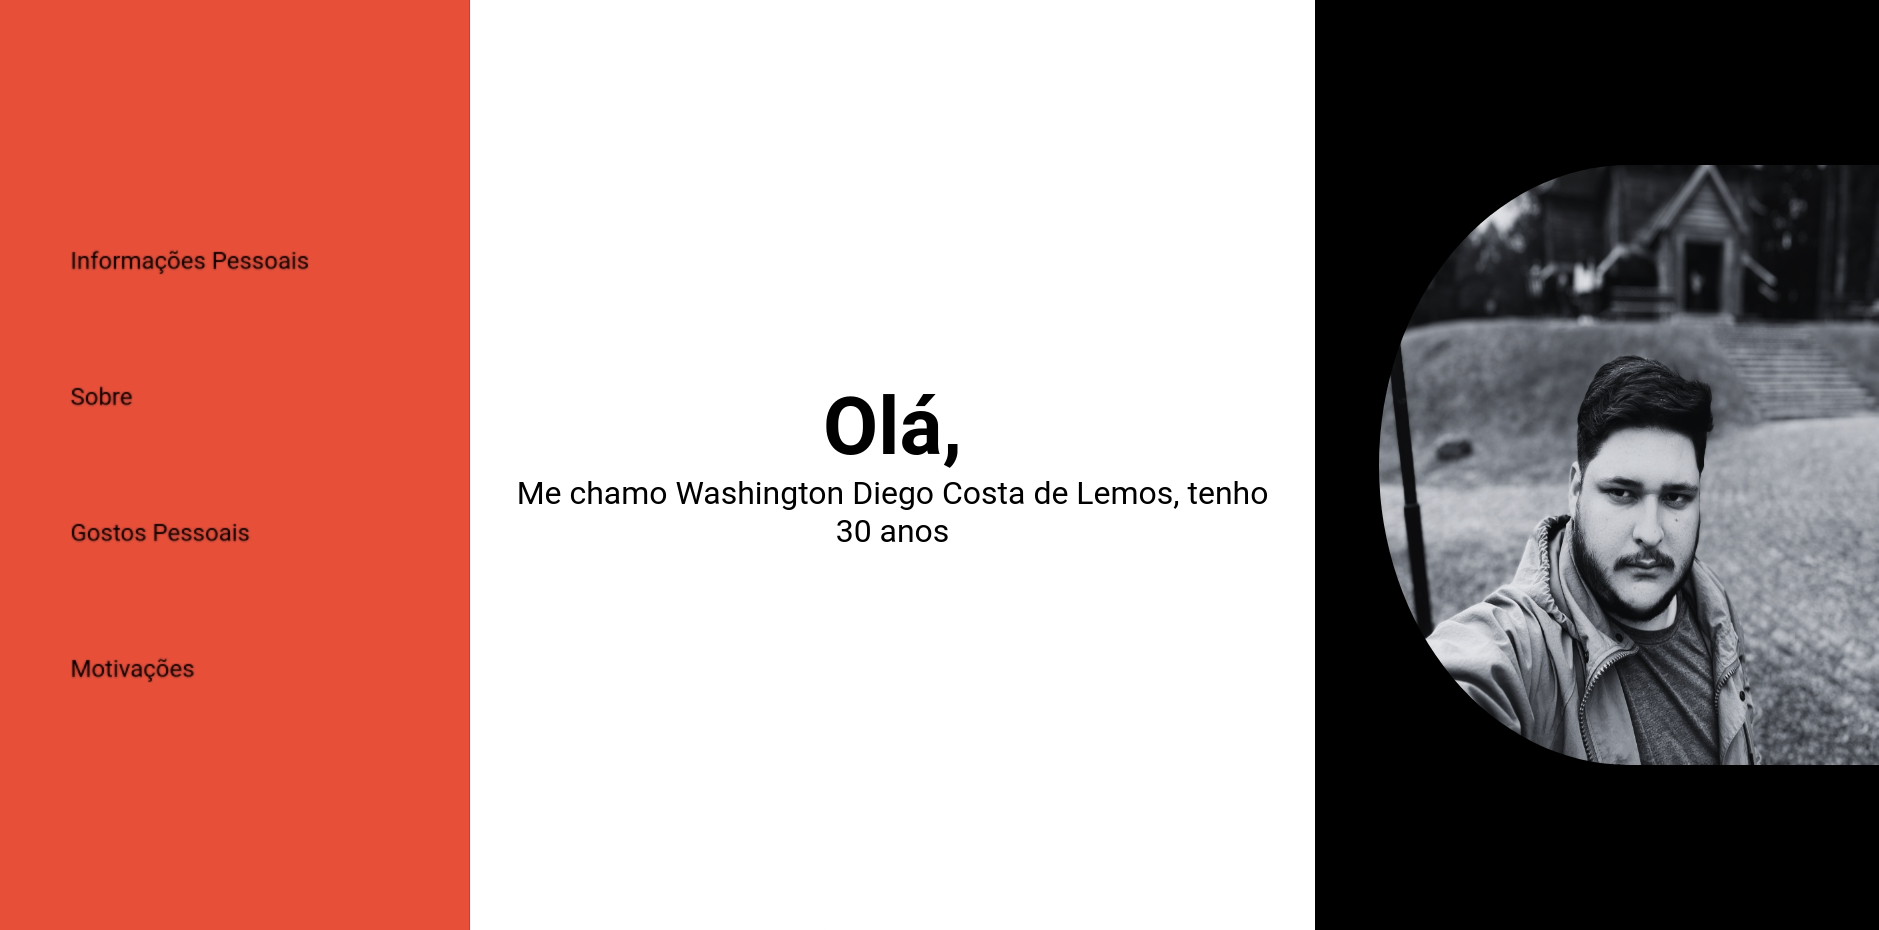 Informações Pessoais
Sobre
Gostos Pessoais
Motivações
Olá,
Me chamo Washington Diego Costa de Lemos, tenho
30 anos